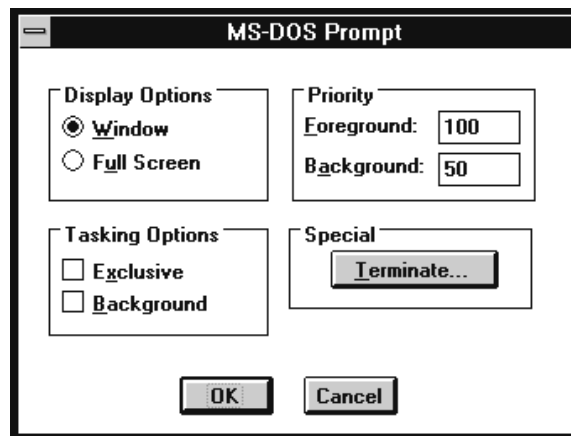 MS-DOS Prompt
Display Options
Window
Full Screen
Priority
Foreground: 100
Background: 50
Tasking Options
Exclusive
Background
Special
Terminate...
OK
Cancel